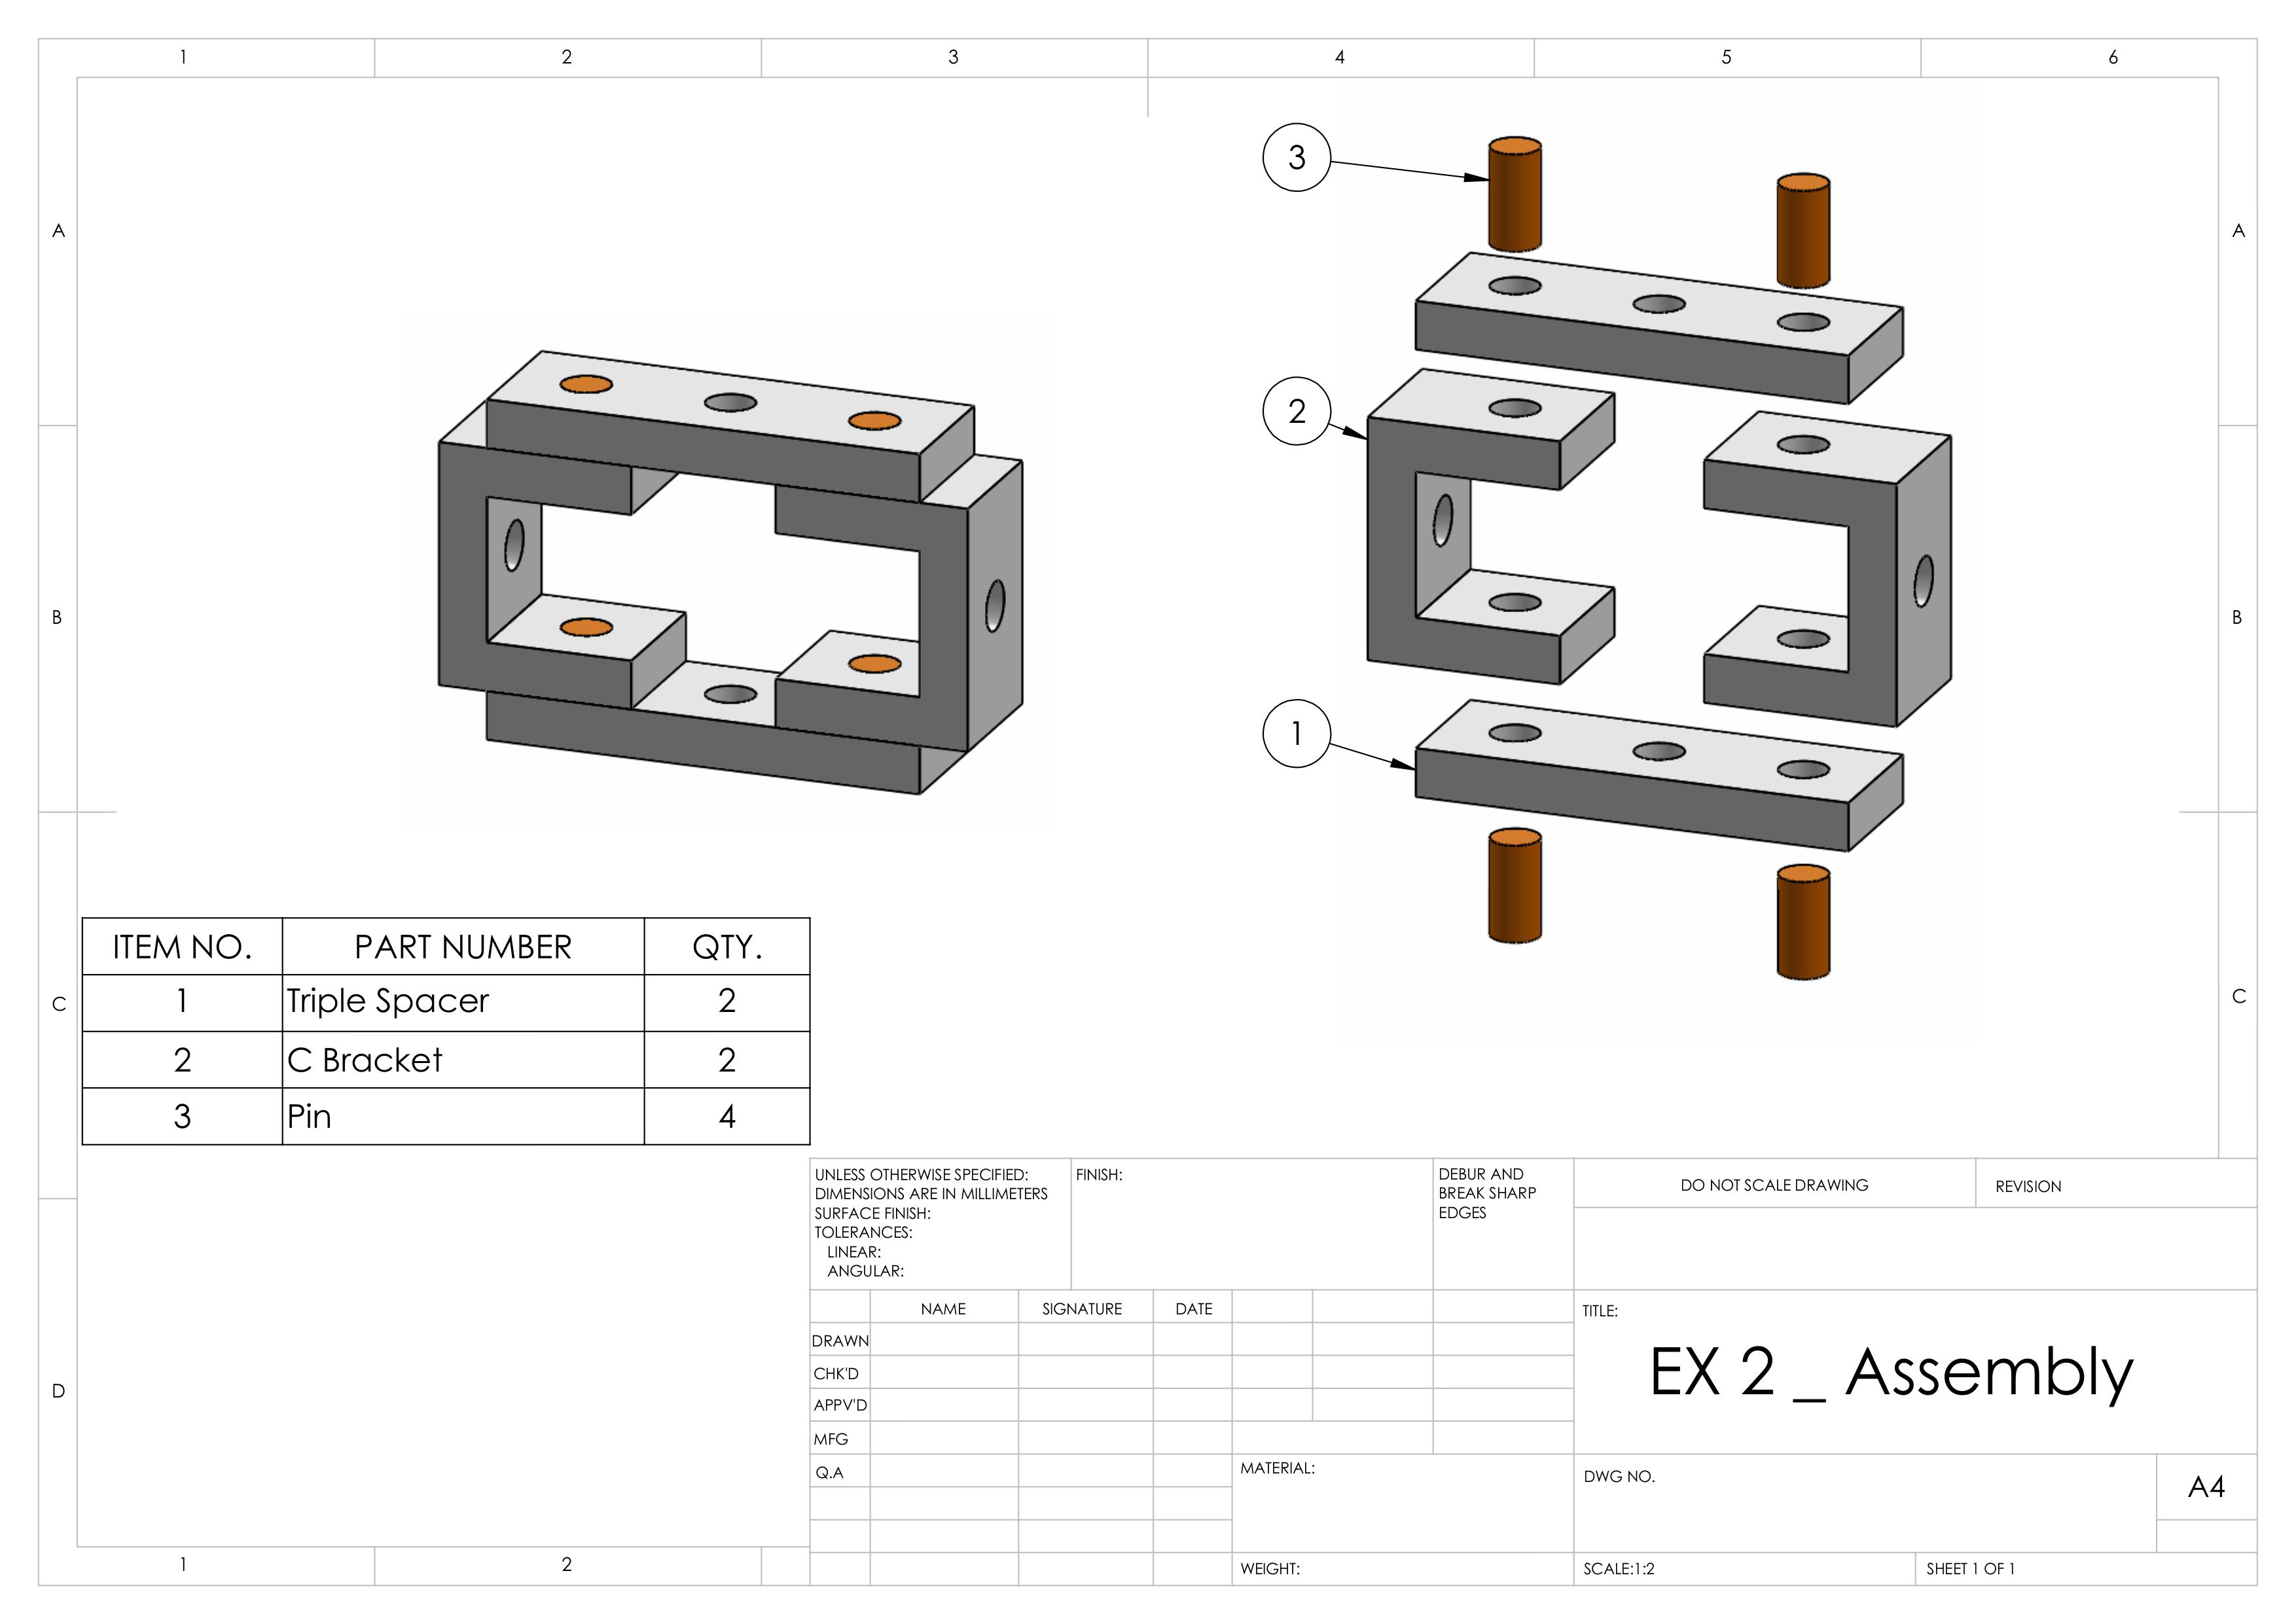 1 2 3 4 5 6
A A
3
2
B B
1
ITEM NO. PART NUMBER QTY.
1 Triple Spacer 2
2 C Bracket 2
3 Pin 4
C C
UNLESS OTHERWISE SPECIFIED:
DIMENSIONS ARE IN MILLIMETERS
SURFACE FINISH:
TOLERANCES:
LINEAR:
ANGULAR:
FINISH:
DEBUR AND
BREAK SHARP
EDGES
DO NOT SCALE DRAWING
REVISION
NAME SIGNATURE DATE
DRAWN
CHK'D
APPV'D
MFG
Q.A
TITLE:
EX 2 _ Assembly
D
MATERIAL:
DWG NO.
A4
WEIGHT:
SCALE:1:2
SHEET 1 OF 1
1 2